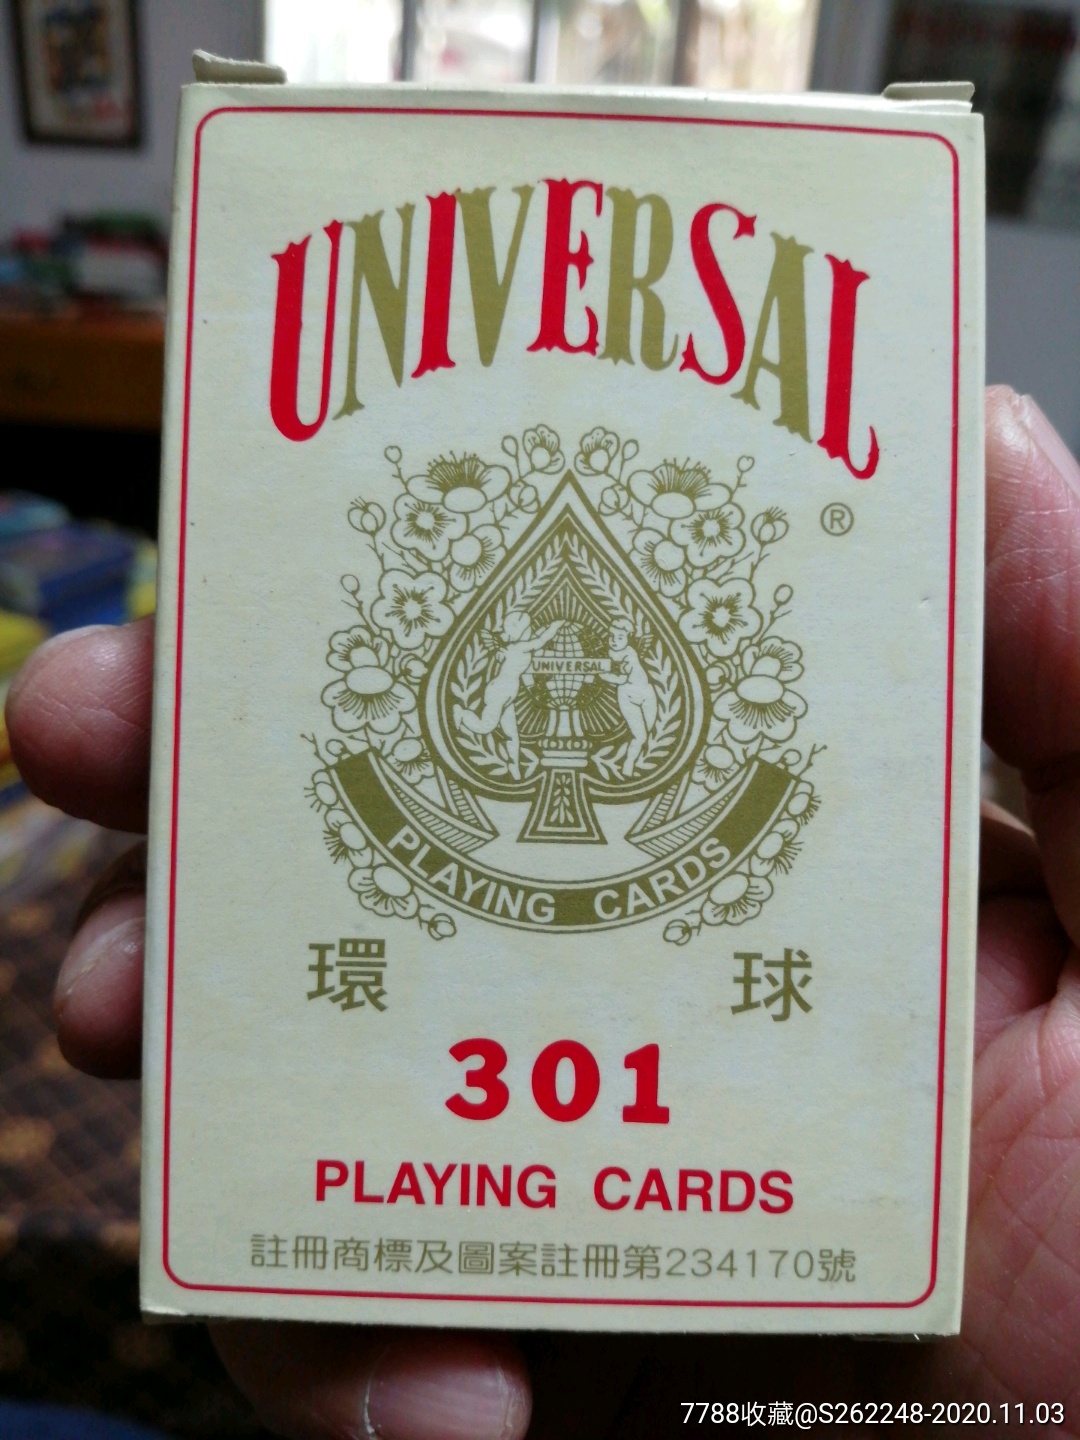 UNIVERSAL
®
UNIVERSAL
PLAYING CARDS
環 球
301
PLAYING CARDS
註冊商標及圖案註冊第234170號
7788收藏@S262248-2020.11.03